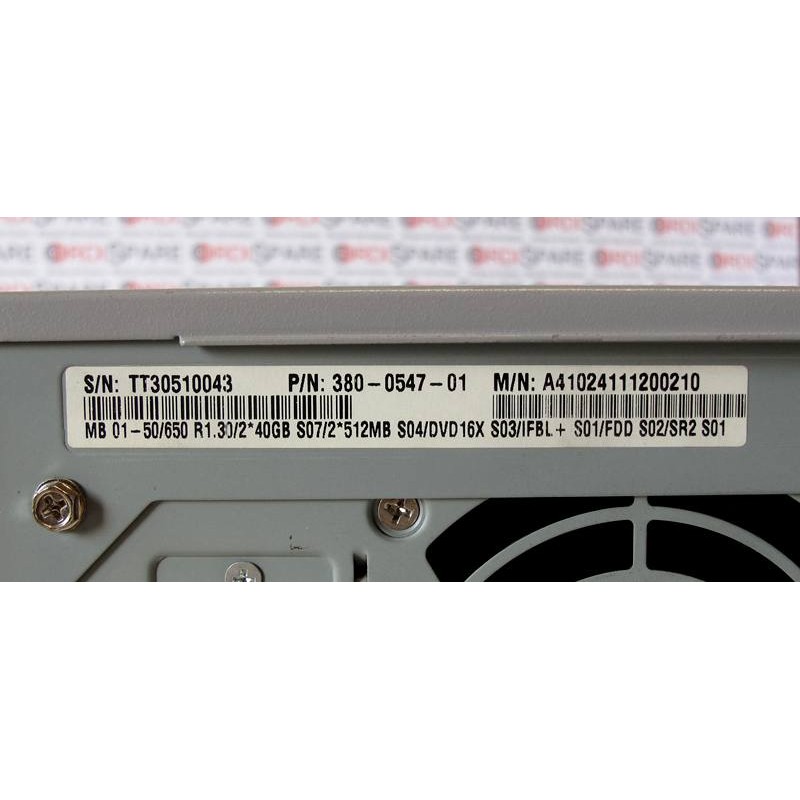 S/N: TT30510043 P/N: 380-0547-01 M/N: A41024111200210
MB 01-50/650 R1.30/2*40GB S07/2*512MB S04/DVD16X S03/IFBL+ S01/FDD S02/SR2 S01